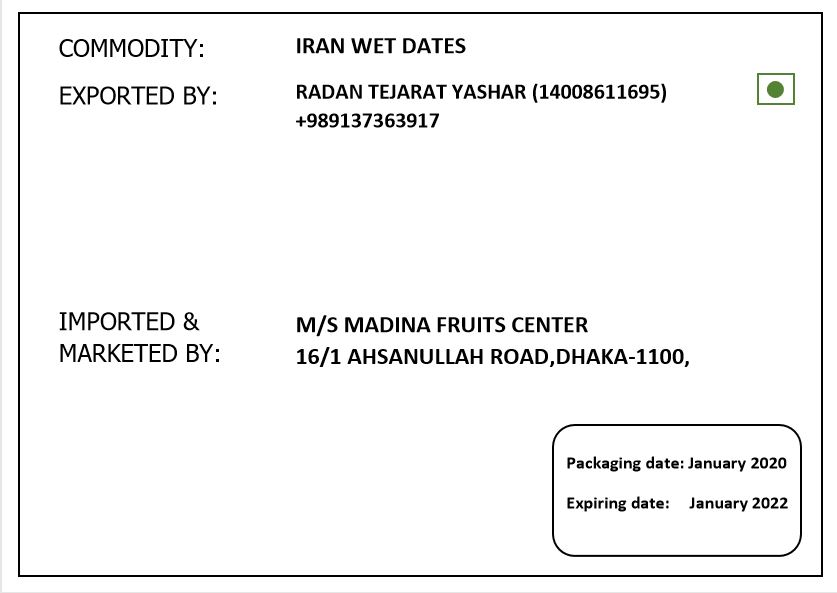 COMMODITY: IRAN WET DATES
EXPORTED BY: RADAN TEJARAT YASHAR (14008611695)
+989137363917
IMPORTED & M/S MADINA FRUITS CENTER
MARKETED BY: 16/1 AHSANULLAH ROAD,DHAKA-1100,
Packaging date: January 2020
Expiring date: January 2022